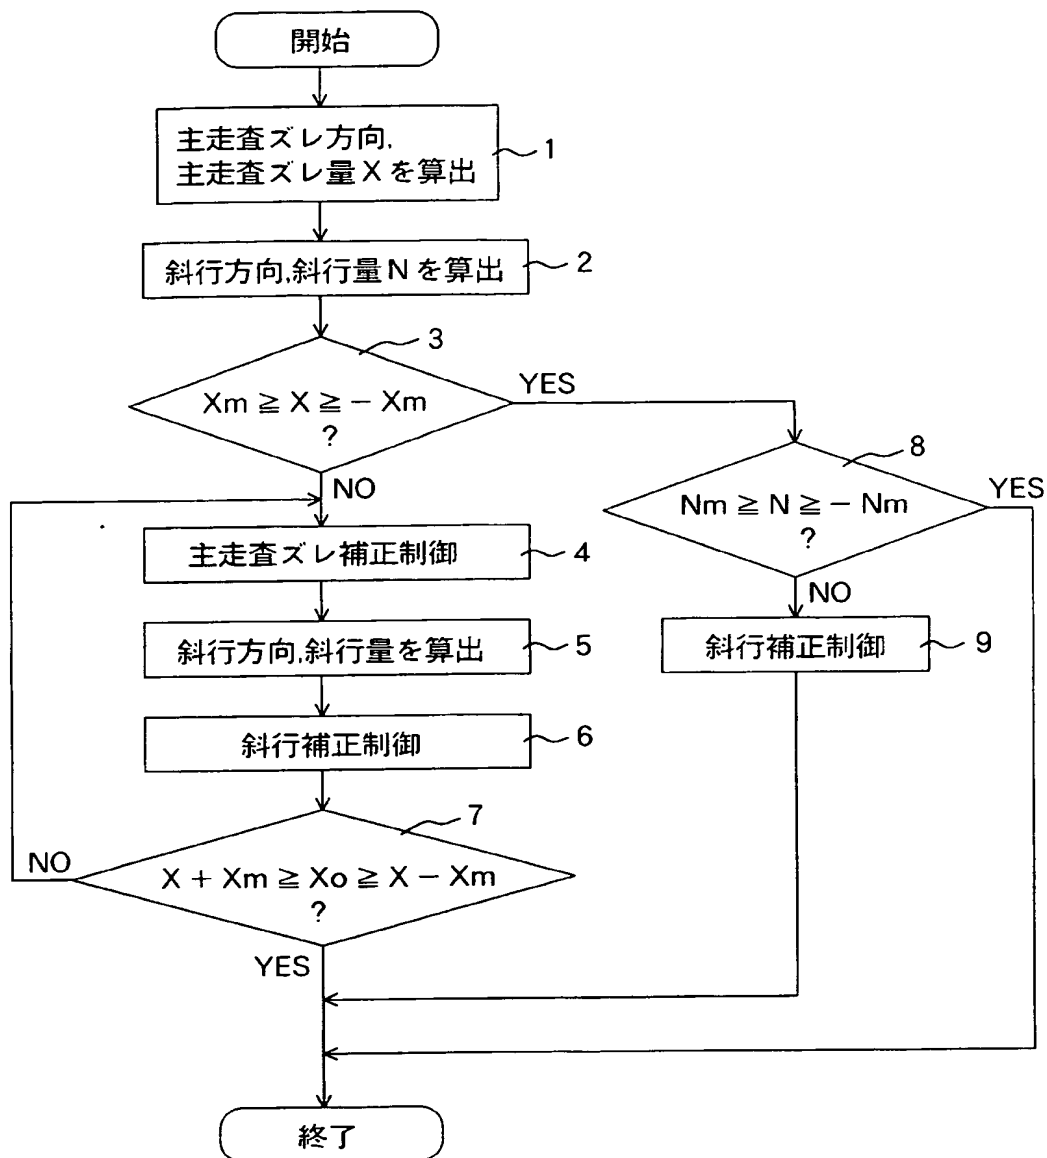 開始
主走査ズレ方向,
主走査ズレ量Xを算出
1
斜行方向,斜行量Nを算出
2
3
Xm ≧ X ≧ − Xm
?
YES
NO
8
Nm ≧ N ≧ − Nm
?
YES
NO
主走査ズレ補正制御
4
斜行方向,斜行量を算出
5
斜行補正制御
9
斜行補正制御
6
7
X + Xm ≧ Xo ≧ X − Xm
?
NO
YES
終了